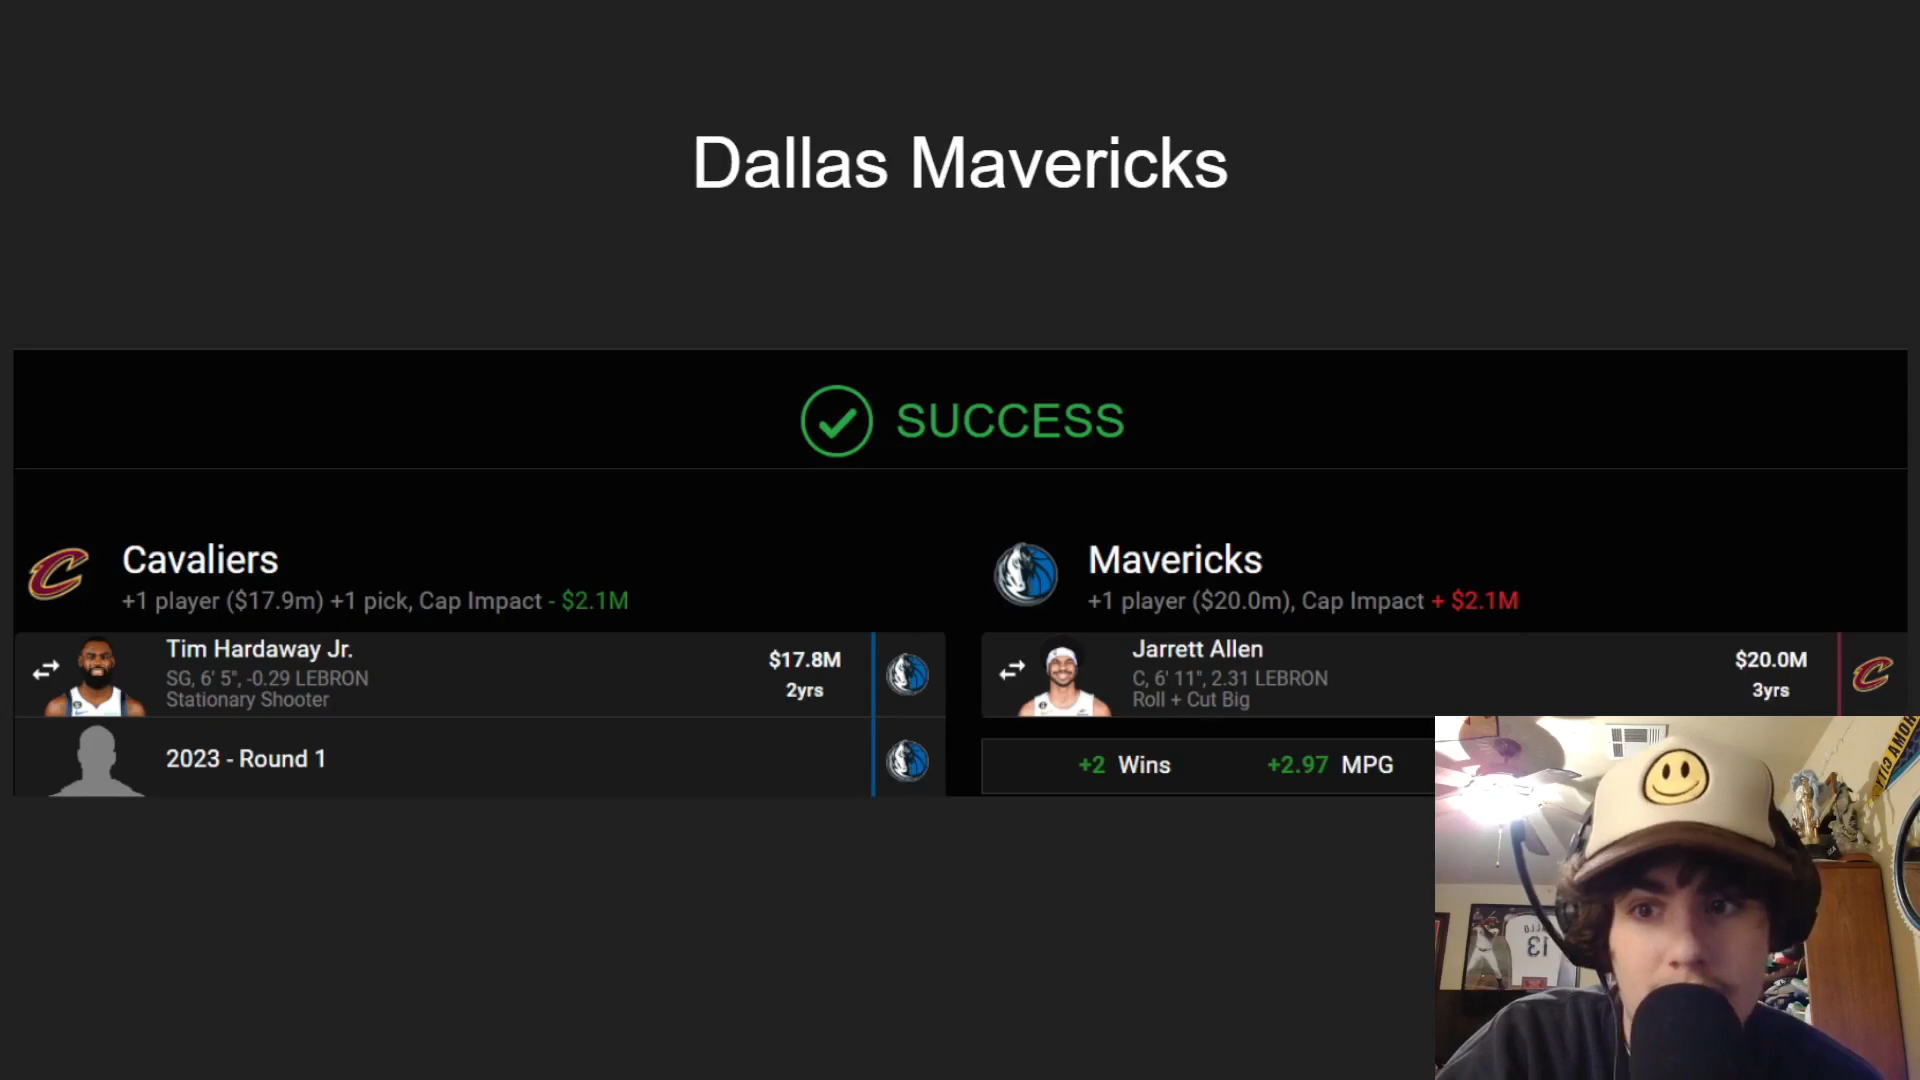 Dallas Mavericks
SUCCESS
Cavaliers
+1 player ($17.9m) +1 pick, Cap Impact - $2.1M
Tim Hardaway Jr.
SG, 6' 5", -0.29 LEBRON
Stationary Shooter
$17.8M
2yrs
2023 - Round 1
Mavericks
+1 player ($20.0m), Cap Impact + $2.1M
Jarrett Allen
C, 6' 11", 2.31 LEBRON
Roll + Cut Big
$20.0M
3yrs
+2 Wins +2.97 MPG
13